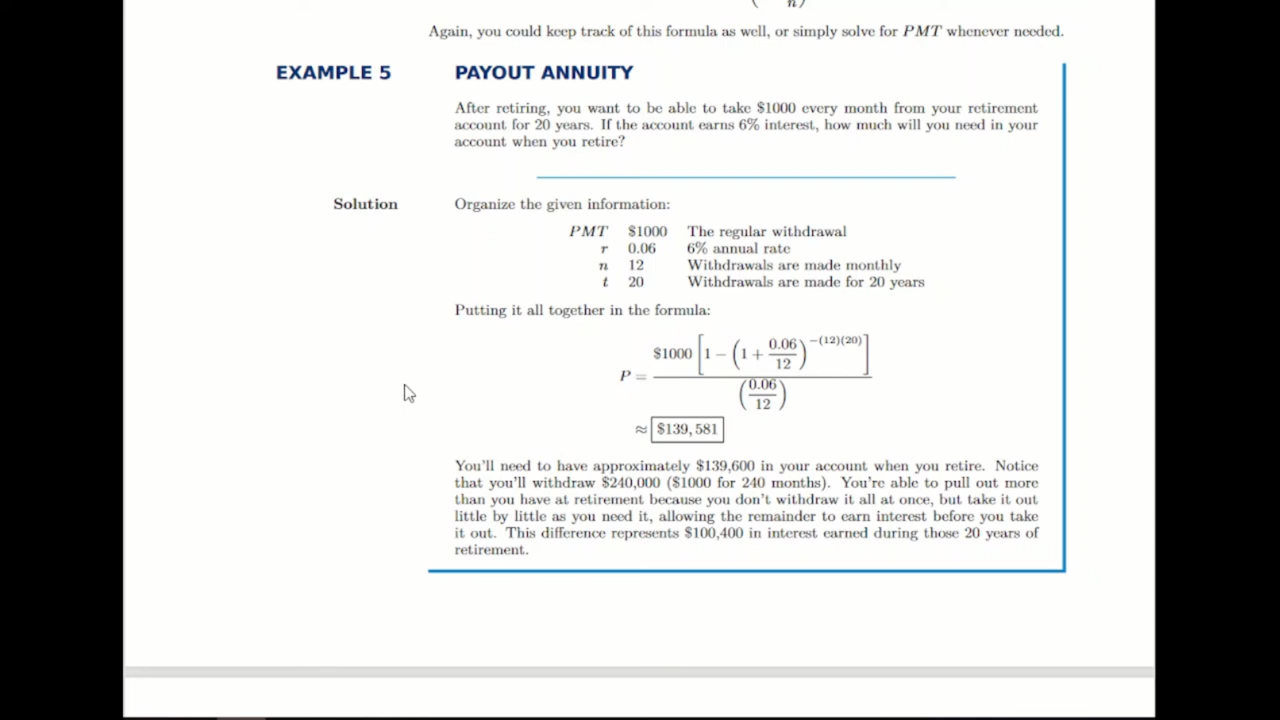 n
Again, you could keep track of this formula as well, or simply solve for PMT whenever needed.
EXAMPLE 5 PAYOUT ANNUITY
After retiring, you want to be able to take $1000 every month from your retirement
account for 20 years. If the account earns 6% interest, how much will you need in your
account when you retire?
Solution Organize the given information:
PMT $1000 The regular withdrawal
r 0.06 6% annual rate
n 12 Withdrawals are made monthly
t 20 Withdrawals are made for 20 years
Putting it all together in the formula:
P = $1000 [1 − (1 + 0.06/12)^−(12)(20)] / (0.06/12)
≈ $139, 581
You'll need to have approximately $139,600 in your account when you retire. Notice
that you'll withdraw $240,000 ($1000 for 240 months). You're able to pull out more
than you have at retirement because you don't withdraw it all at once, but take it out
little by little as you need it, allowing the remainder to earn interest before you take
it out. This difference represents $100,400 in interest earned during those 20 years of
retirement.